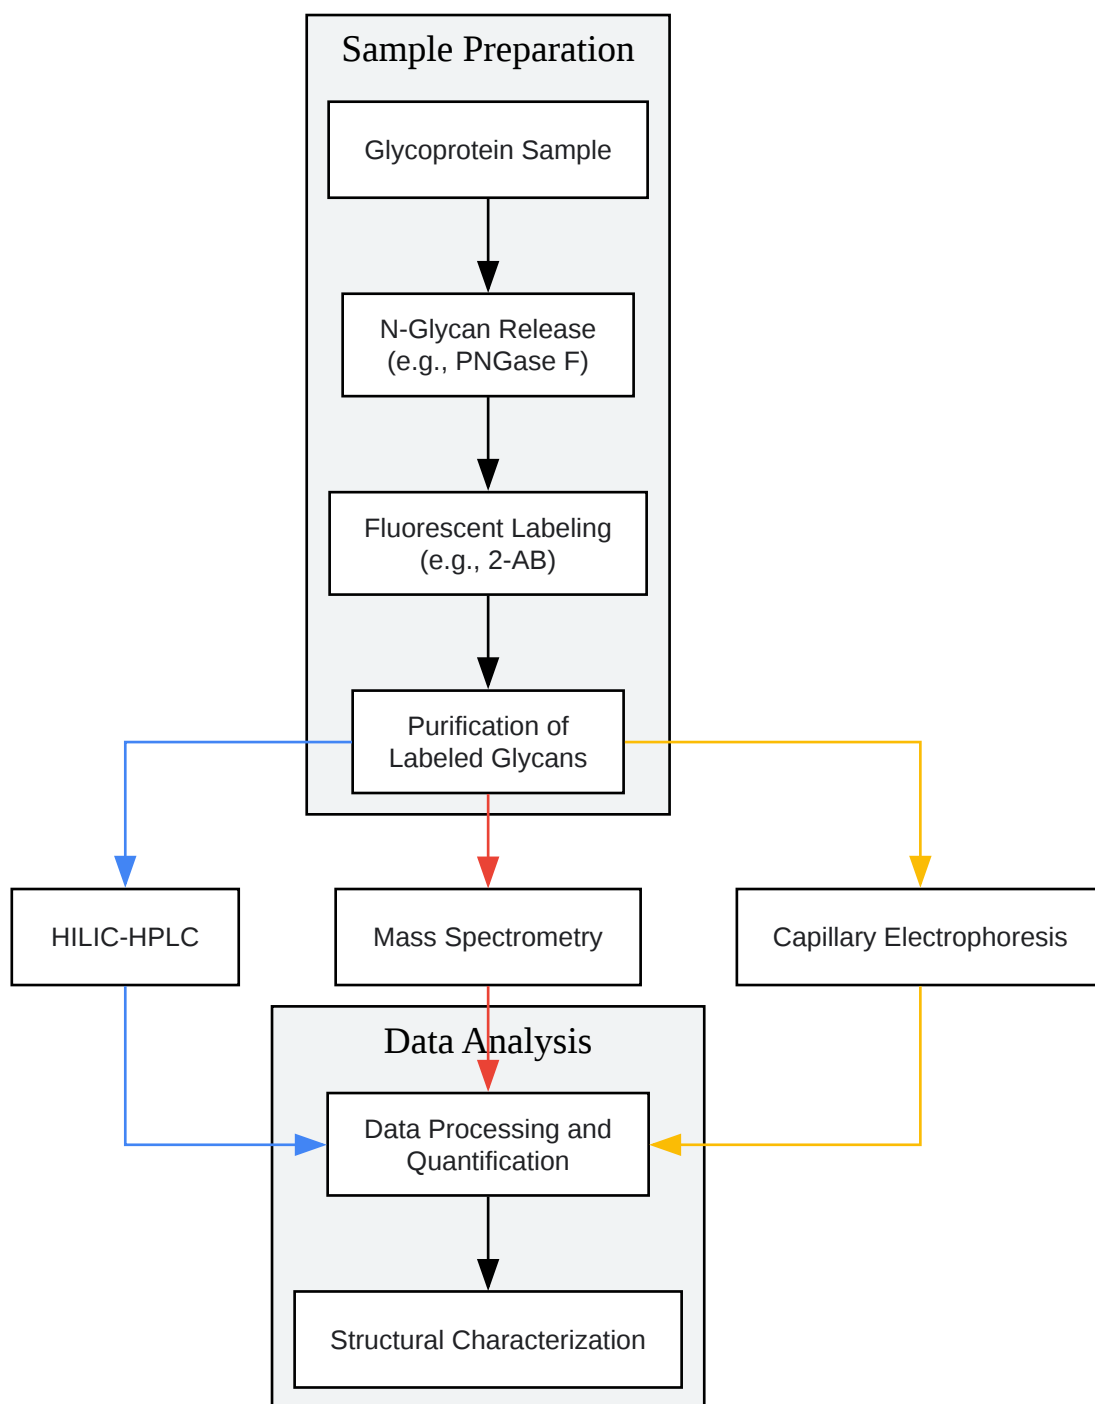 Sample Preparation
Glycoprotein Sample
N-Glycan Release
(e.g., PNGase F)
Fluorescent Labeling
(e.g., 2-AB)
Purification of
Labeled Glycans
HILIC-HPLC
Mass Spectrometry
Capillary Electrophoresis
Data Analysis
Data Processing and
Quantification
Structural Characterization